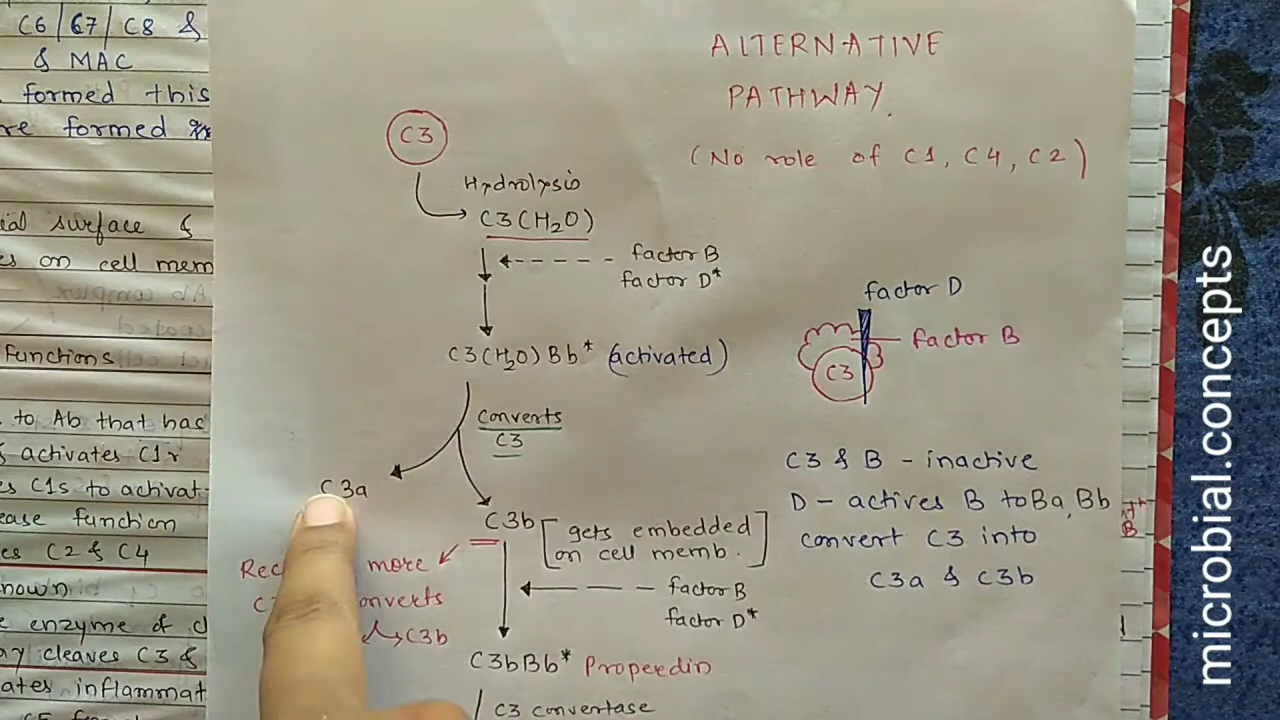 C6/C7/C8 &
& MAC
formed this
re formed
ial surface &
es on cell mem
Functions
to Ab that has
& activates C1r
es C1s to activat
ease function
es C2 & C4
nown
e enzyme of C
ay cleaves C3 &
ates inflammat
ALTERNATIVE
PATHWAY.
(No role of C1, C4, C2)
C3
Hydrolysis
C3(H2O)
factor B
factor D*
C3(H2O)Bb* (activated)
Converts
C3
C3a
C3b [gets embedded
on cell memb.]
more
onverts
C3b
factor B
factor D*
C3bBb* Propeedin
C3 convertase
factor D
factor B
C3
C3 & B - inactive
D - actives B to Ba, Bb
convert C3 into
C3a & C3b
microbial.concepts